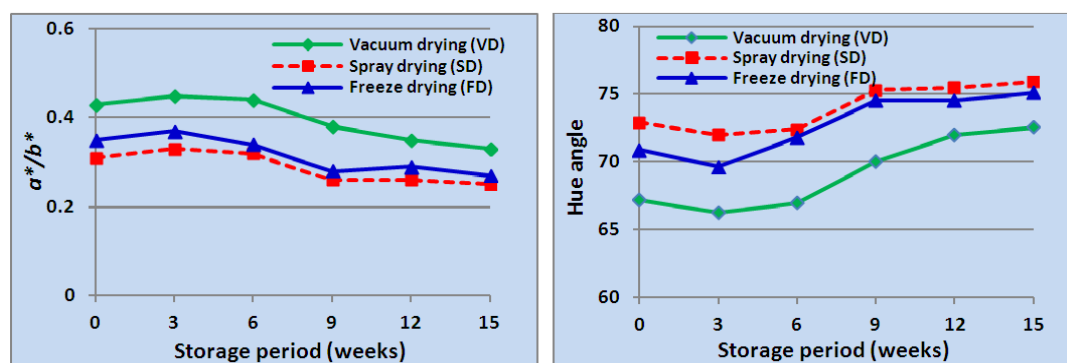 0.6
0.4
0.2
0
a*/b*
Vacuum drying (VD)
Spray drying (SD)
Freeze drying (FD)
0 3 6 9 12 15
Storage period (weeks)
80
75
70
65
60
Hue angle
Vacuum drying (VD)
Spray drying (SD)
Freeze drying (FD)
0 3 6 9 12 15
Storage period (weeks)